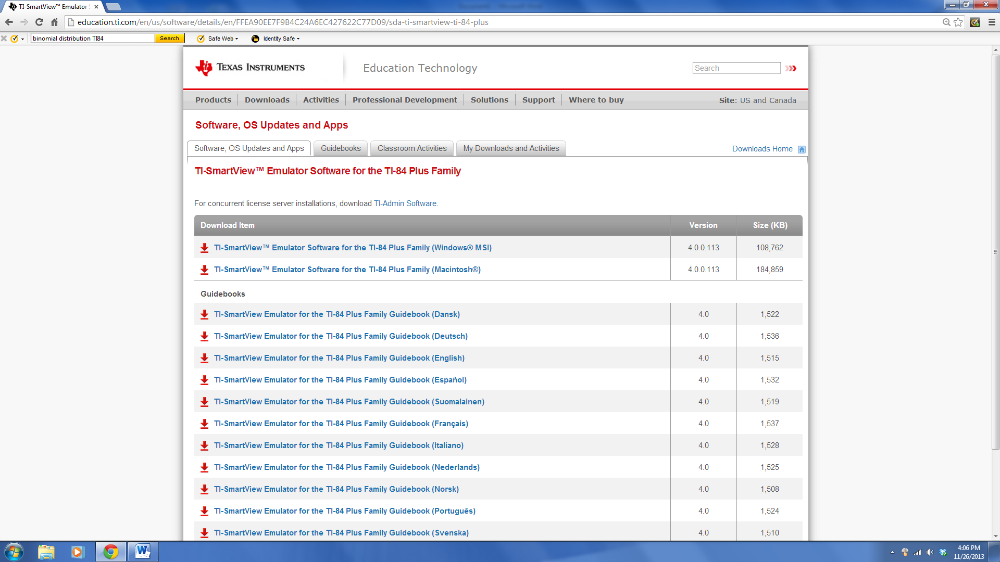 TI-SmartView™ Emulator S
education.ti.com/en/us/software/details/en/FFEA90EE7F9B4C24A6EC427622C77D09/sda-ti-smartview-ti-84-plus
binomial distribution TI84 Search Safe Web Identity Safe
TEXAS INSTRUMENTS Education Technology Search
Products Downloads Activities Professional Development Solutions Support Where to buy Site: US and Canada
Software, OS Updates and Apps
Software, OS Updates and Apps Guidebooks Classroom Activities My Downloads and Activities Downloads Home
TI-SmartView™ Emulator Software for the TI-84 Plus Family
For concurrent license server installations, download TI-Admin Software.
Download Item Version Size (KB)
TI-SmartView™ Emulator Software for the TI-84 Plus Family (Windows® MSI) 4.0.0.113 108,762
TI-SmartView™ Emulator Software for the TI-84 Plus Family (Macintosh®) 4.0.0.113 184,859
Guidebooks
TI-SmartView Emulator for the TI-84 Plus Family Guidebook (Dansk) 4.0 1,522
TI-SmartView Emulator for the TI-84 Plus Family Guidebook (Deutsch) 4.0 1,536
TI-SmartView Emulator for the TI-84 Plus Family Guidebook (English) 4.0 1,515
TI-SmartView Emulator for the TI-84 Plus Family Guidebook (Español) 4.0 1,532
TI-SmartView Emulator for the TI-84 Plus Family Guidebook (Suomalainen) 4.0 1,519
TI-SmartView Emulator for the TI-84 Plus Family Guidebook (Français) 4.0 1,537
TI-SmartView Emulator for the TI-84 Plus Family Guidebook (Italiano) 4.0 1,528
TI-SmartView Emulator for the TI-84 Plus Family Guidebook (Nederlands) 4.0 1,525
TI-SmartView Emulator for the TI-84 Plus Family Guidebook (Norsk) 4.0 1,508
TI-SmartView Emulator for the TI-84 Plus Family Guidebook (Português) 4.0 1,524
TI-SmartView Emulator for the TI-84 Plus Family Guidebook (Svenska) 4.0 1,510
4:06 PM
11/26/2013